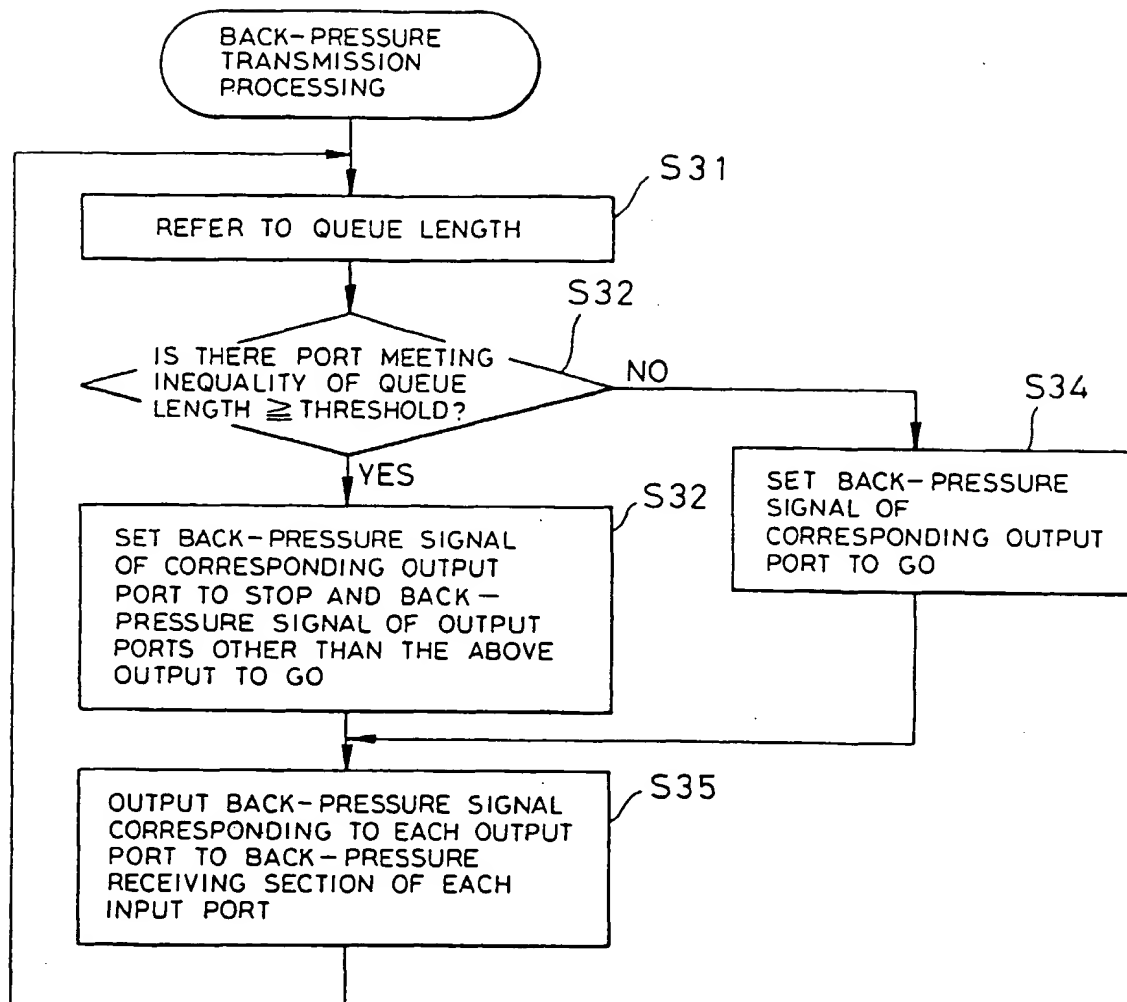 BACK-PRESSURE
TRANSMISSION
PROCESSING
S31
REFER TO QUEUE LENGTH
S32
IS THERE PORT MEETING
INEQUALITY OF QUEUE
LENGTH ≧ THRESHOLD?
NO
YES
S34
SET BACK-PRESSURE
SIGNAL OF
CORRESPONDING OUTPUT
PORT TO GO
S32
SET BACK-PRESSURE SIGNAL
OF CORRESPONDING OUTPUT
PORT TO STOP AND BACK-
PRESSURE SIGNAL OF OUTPUT
PORTS OTHER THAN THE ABOVE
OUTPUT TO GO
S35
OUTPUT BACK-PRESSURE SIGNAL
CORRESPONDING TO EACH OUTPUT
PORT TO BACK-PRESSURE
RECEIVING SECTION OF EACH
INPUT PORT